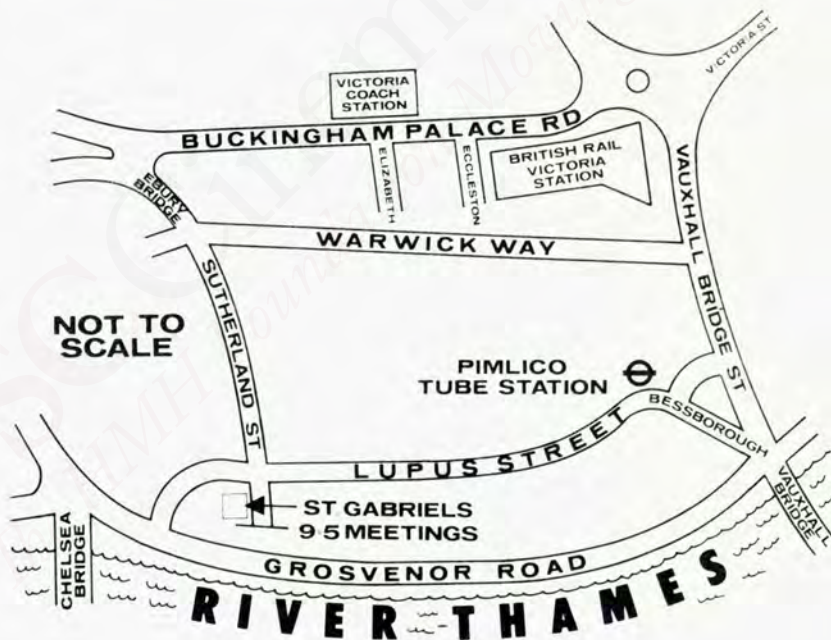 VICTORIA ST
VICTORIA
COACH
STATION
BUCKINGHAM PALACE RD
ELIZABETH
ECCLESTON
BRITISH RAIL
VICTORIA
STATION
VAUXHALL BRIDGE ST
EBURY
BRIDGE
WARWICK WAY
SUTHERLAND ST
NOT TO
SCALE
PIMLICO
TUBE STATION
BESSBOROUGH
LUPUS STREET
ST GABRIELS
9·5 MEETINGS
CHELSEA
BRIDGE
VAUXHALL
BRIDGE
GROSVENOR ROAD
RIVER THAMES